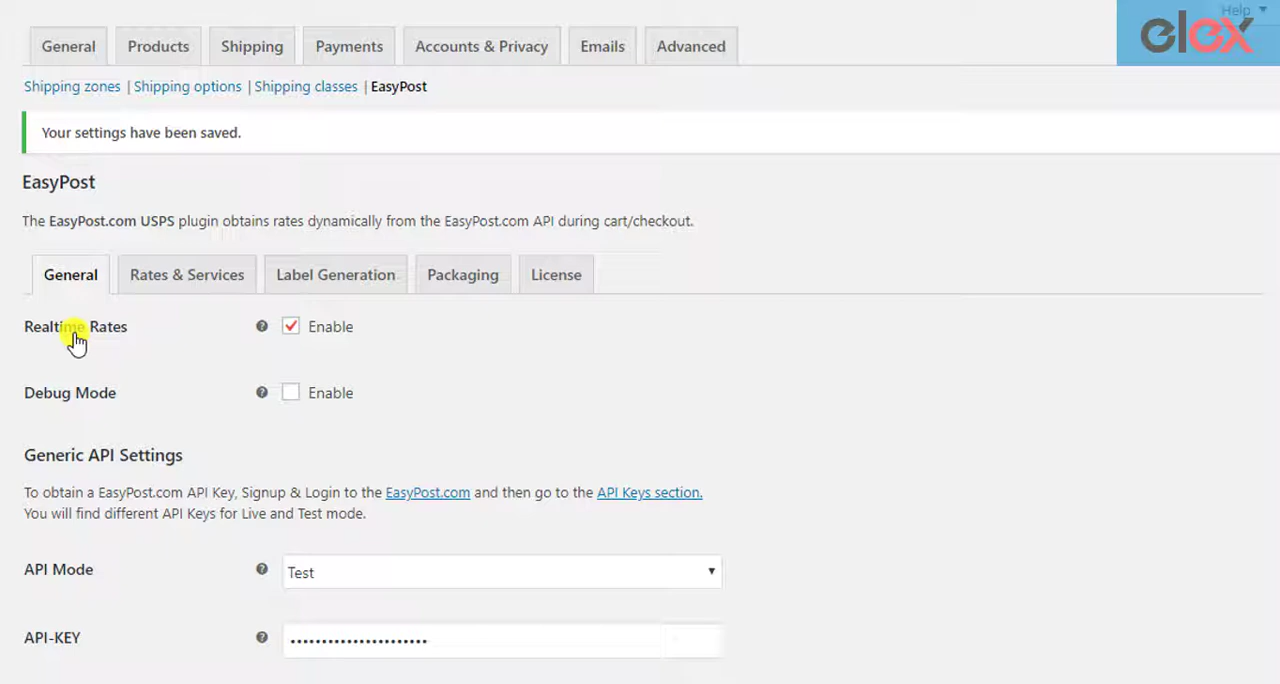 Help
elex
General Products Shipping Payments Accounts & Privacy Emails Advanced
Shipping zones | Shipping options | Shipping classes | EasyPost
Your settings have been saved.
EasyPost
The EasyPost.com USPS plugin obtains rates dynamically from the EasyPost.com API during cart/checkout.
General Rates & Services Label Generation Packaging License
Realtime Rates ? Enable
Debug Mode ? Enable
Generic API Settings
To obtain a EasyPost.com API Key, Signup & Login to the EasyPost.com and then go to the API Keys section.
You will find different API Keys for Live and Test mode.
API Mode ? Test
API-KEY ? ••••••••••••••••••••••